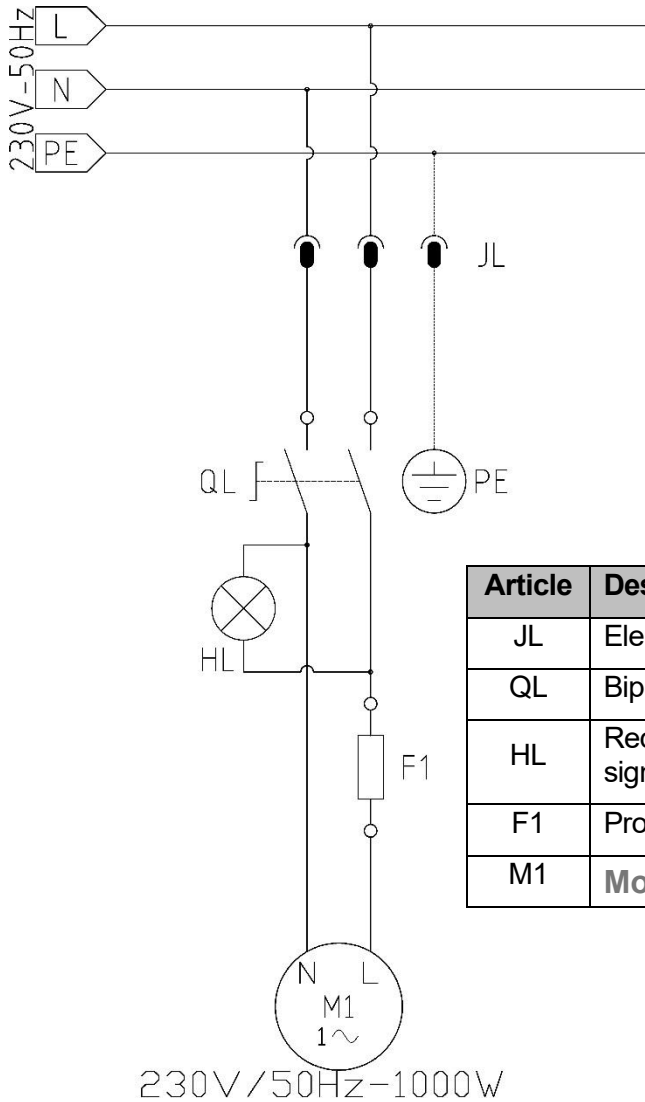 230V-50Hz
L
N
PE
JL
QL
PE
HL
F1
N L
M1
1~
230V/50Hz-1000W
Article
JL
QL
HL
F1
M1